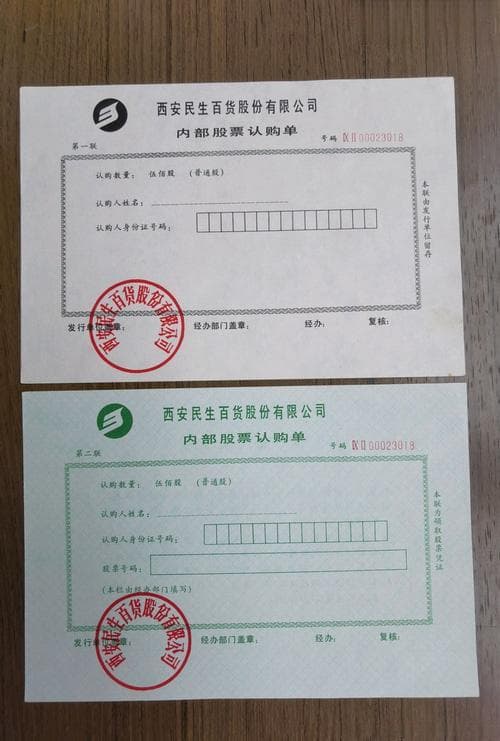 西安民生百货股份有限公司
内部股票认购单
第一联
号码 IX II 00023018
认购数量: 伍佰股 (普通股)
认购人姓名:
认购人身份证号码:
本联由发行单位留存
西安民生百货股份有限公司
发行单位盖章: 经办部门盖章: 经办: 复核:
西安民生百货股份有限公司
内部股票认购单
第二联
号码 IX II 00023018
认购数量: 伍佰股 (普通股)
认购人姓名:
认购人身份证号码:
股票号码:
(本栏由经办部门填写)
本联为领取股票凭证
西安民生百货股份有限公司
发行单位盖章: 经办部门盖章: 经办: 复核: